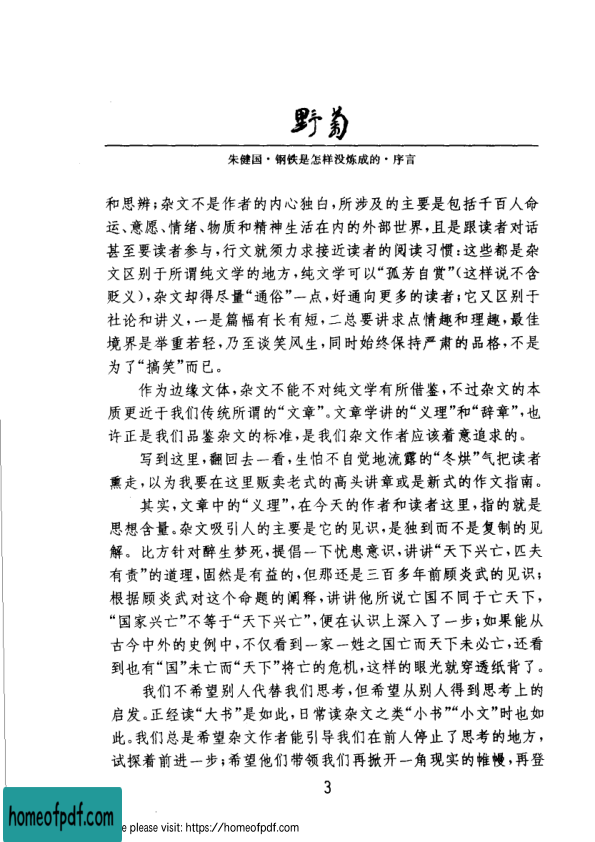 野菊
朱健国·钢铁是怎样没炼成的·序言
和思辨；杂文不是作者的内心独白，所涉及的主要是包括千百人命
运、意愿、情绪、物质和精神生活在内的外部世界，且是跟读者对话
甚至要读者参与，行文就须力求接近读者的阅读习惯：这些都是杂
文区别于所谓纯文学的地方，纯文学可以“孤芳自赏”（这样说不含
贬义），杂文却得尽量“通俗”一点，好通向更多的读者；它又区别于
社论和讲义，一是篇幅有长有短，二总要讲求点情趣和理趣，最佳
境界是举重若轻，乃至谈笑风生，同时始终保持严肃的品格，不是
为了“搞笑”而已。
作为边缘文体，杂文不能不对纯文学有所借鉴，不过杂文的本
质更近于我们传统所谓的“文章”。文章学讲的“义理”和“辞章”，也
许正是我们品鉴杂文的标准，是我们杂文作者应该着意追求的。
写到这里，翻回去一看，生怕不自觉地流露的“冬烘”气把读者
熏走，以为我要在这里贩卖老式的高头讲章或是新式的作文指南。
其实，文章中的“义理”，在今天的作者和读者这里，指的就是
思想含量。杂文吸引人的主要是它的见识，是独到而不是复制的见
解。比方针对醉生梦死，提倡一下忧患意识，讲讲“天下兴亡，匹夫
有责”的道理，固然是有益的，但那还是三百多年前顾炎武的见识；
根据顾炎武对这个命题的阐释，讲讲他所说亡国不同于亡天下，
“国家兴亡”不等于“天下兴亡”，便在认识上深入了一步；如果能从
古今中外的史例中，不仅看到一家一姓之国亡而天下未必亡，还看
到也有“国”未亡而“天下”将亡的危机，这样的眼光就穿透纸背了。
我们不希望别人代替我们思考，但希望从别人得到思考上的
启发。正经读“大书”是如此，日常读杂文之类“小书”“小文”时也如
此。我们总是希望杂文作者能引导我们在前人停止了思考的地方，
试探着前进一步；希望他们带领我们再掀开一角现实的帷幔，再登
3
homeofpdf.com
e please visit: https://homeofpdf.com